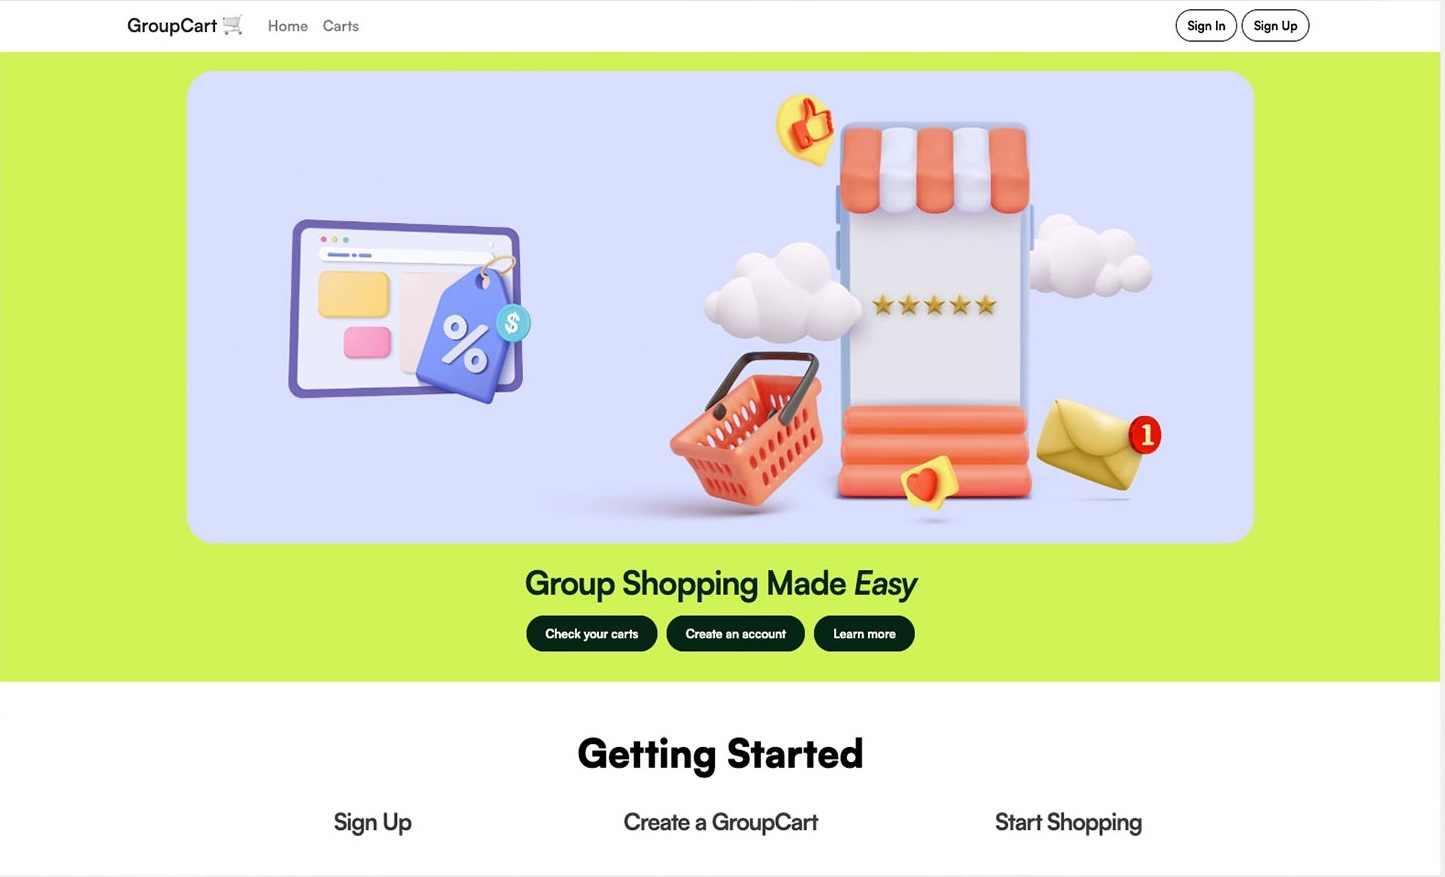 GroupCart Home Carts Sign In Sign Up
%
$
1
Group Shopping Made Easy
Check your carts Create an account Learn more
Getting Started
Sign Up Create a GroupCart Start Shopping